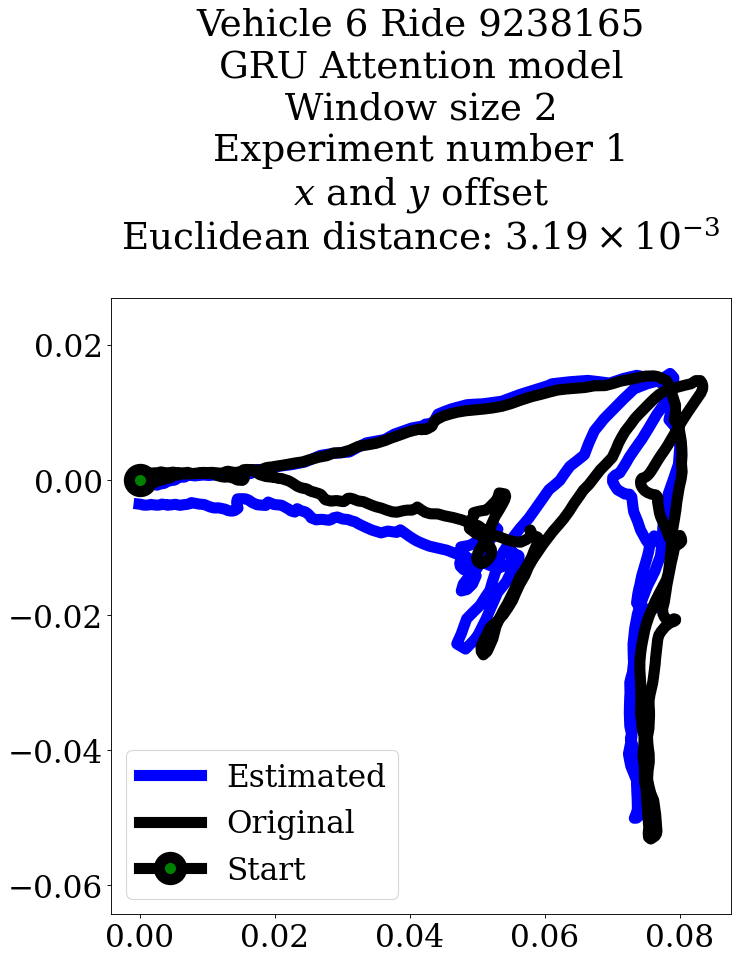 Vehicle 6 Ride 9238165
GRU Attention model
Window size 2
Experiment number 1
x and y offset
Euclidean distance: 3.19 × 10⁻³
0.02
0.00
−0.02
−0.04
−0.06
Estimated
Original
Start
0.00 0.02 0.04 0.06 0.08